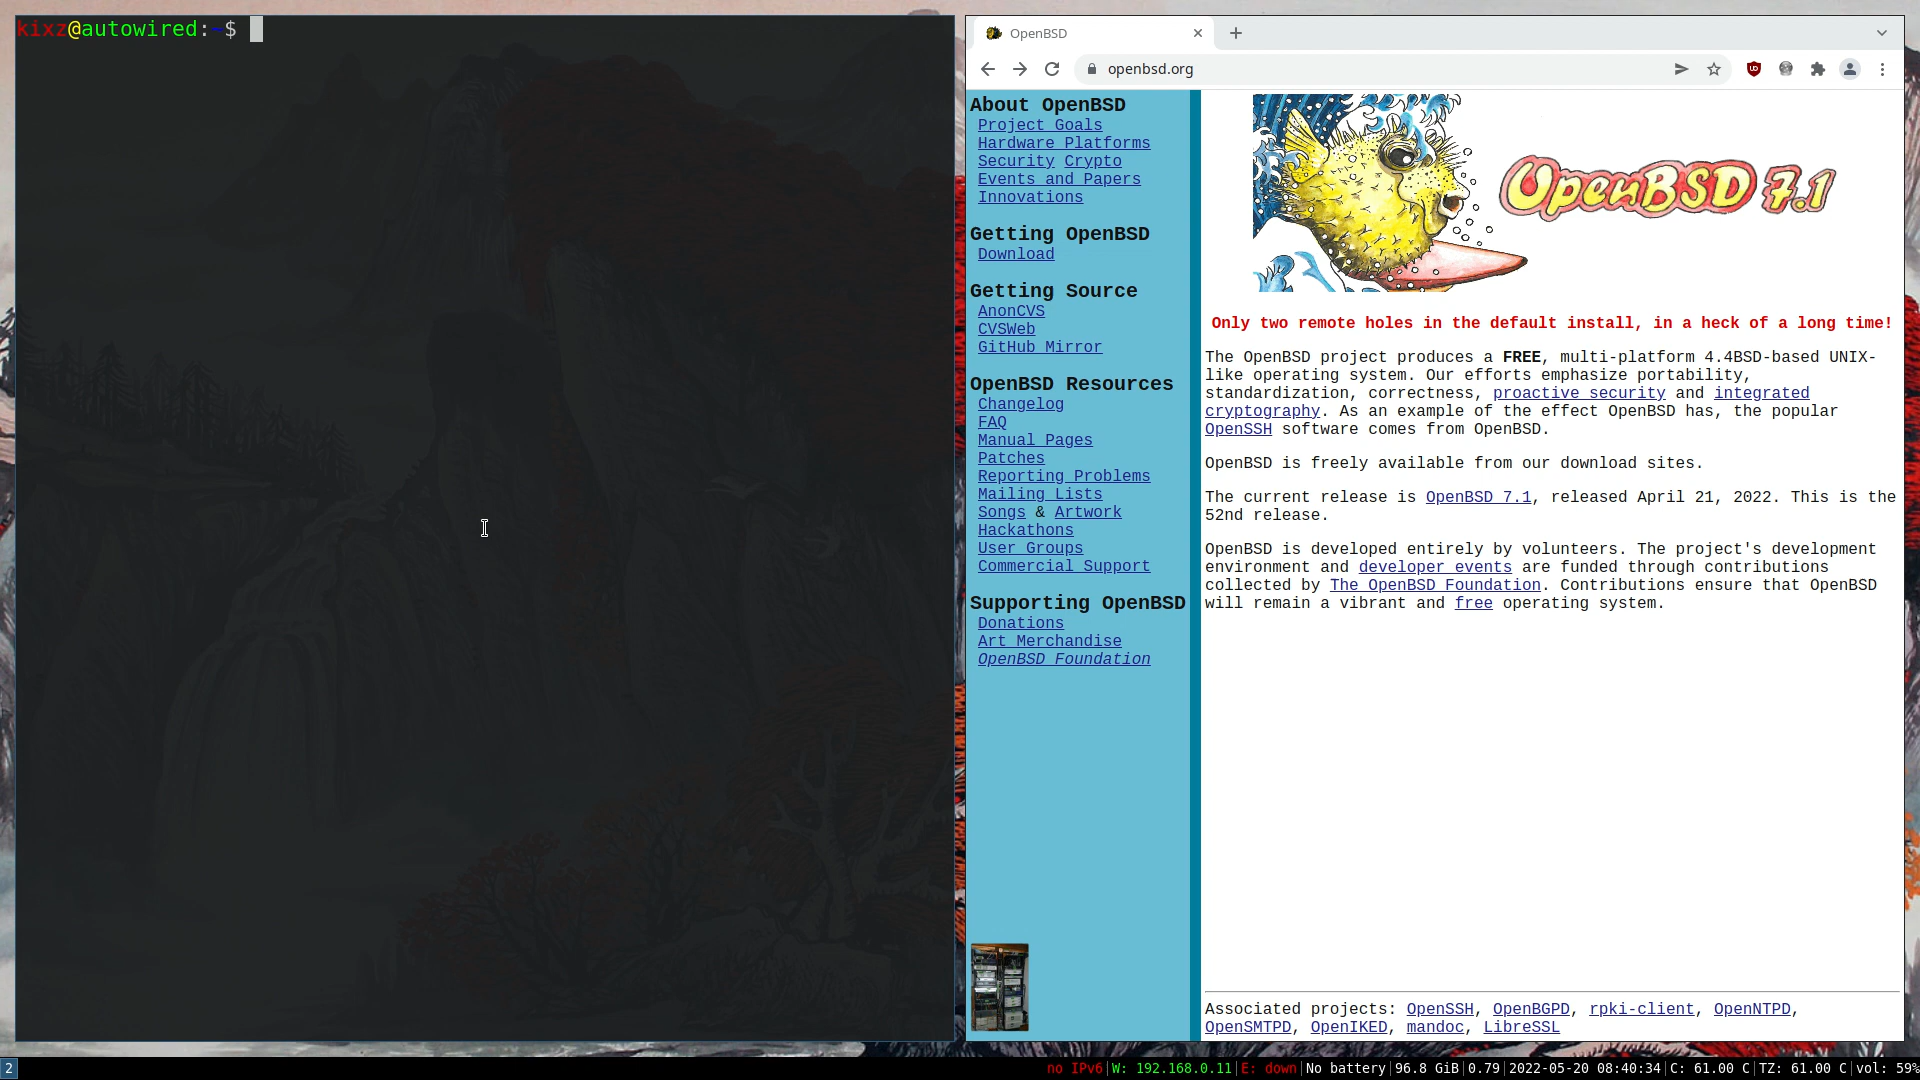 kixz@autowired:~$
OpenBSD
openbsd.org
About OpenBSD
Project Goals
Hardware Platforms
Security Crypto
Events and Papers
Innovations
Getting OpenBSD
Download
Getting Source
AnonCVS
CVSWeb
GitHub Mirror
OpenBSD Resources
Changelog
FAQ
Manual Pages
Patches
Reporting Problems
Mailing Lists
Songs & Artwork
Hackathons
User Groups
Commercial Support
Supporting OpenBSD
Donations
Art Merchandise
OpenBSD Foundation
OpenBSD 7.1
Only two remote holes in the default install, in a heck of a long time!
The OpenBSD project produces a FREE, multi-platform 4.4BSD-based UNIX-
like operating system. Our efforts emphasize portability,
standardization, correctness, proactive security and integrated
cryptography. As an example of the effect OpenBSD has, the popular
OpenSSH software comes from OpenBSD.
OpenBSD is freely available from our download sites.
The current release is OpenBSD 7.1, released April 21, 2022. This is the
52nd release.
OpenBSD is developed entirely by volunteers. The project's development
environment and developer events are funded through contributions
collected by The OpenBSD Foundation. Contributions ensure that OpenBSD
will remain a vibrant and free operating system.
Associated projects: OpenSSH, OpenBGPD, rpki-client, OpenNTPD,
OpenSMTPD, OpenIKED, mandoc, LibreSSL
2
no IPv6|W: 192.168.0.11|E: down|No battery|96.8 GiB|0.79|2022-05-20 08:40:34|C: 61.00 C|TZ: 61.00 C|vol: 59%